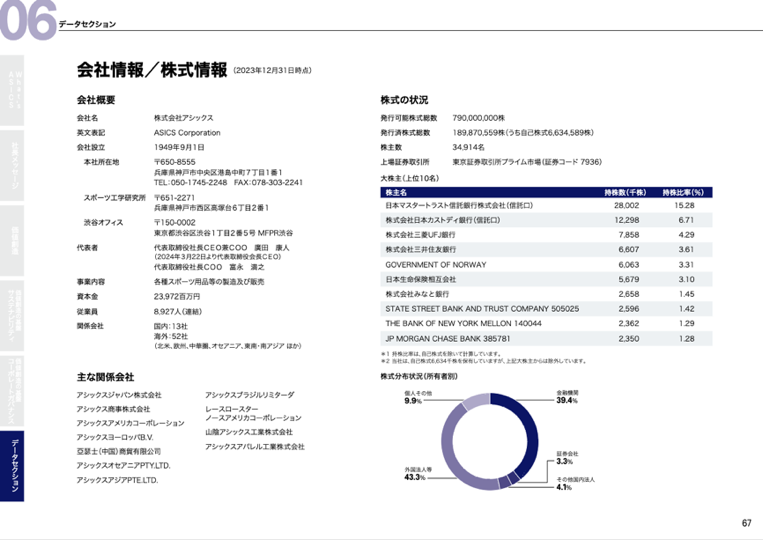 06
データセクション
会社情報／株式情報（2023年12月31日時点）
会社概要
会社名 株式会社アシックス
英文表記 ASICS Corporation
会社設立 1949年9月1日
本社所在地 〒650-8555
兵庫県神戸市中央区港島中町7丁目1番1
TEL：050-1745-2248 FAX：078-303-2241
スポーツ工学研究所 〒651-2271
兵庫県神戸市西区高塚台6丁目2番1
渋谷オフィス 〒150-0002
東京都渋谷区渋谷1丁目2番5号 MFPR渋谷
代表者 代表取締役会長CEO兼COO 廣田 康人
（2024年3月22日より代表取締役会長CEO）
代表取締役社長COO 富永 満之
事業内容 各種スポーツ用品等の製造及び販売
資本金 23,972百万円
従業員 8,927人（連結）
関係会社 国内：13社
海外：52社
（北米、欧州、中華圏、オセアニア、東南・南アジア ほか）
主な関係会社
アシックスジャパン株式会社
アシックス商事株式会社
アシックスアメリカコーポレーション
アシックスヨーロッパB.V.
亞瑟士（中国）商貿有限公司
アシックスオセアニアPTY.LTD.
アシックスアジアPTE.LTD.
アシックスブラジルリミターダ
レースロースター
ノースアメリカコーポレーション
山陰アシックス工業株式会社
アシックスアパレル工業株式会社
株式の状況
発行可能株式総数 790,000,000株
発行済株式総数 189,870,559株（うち自己株式6,634,589株）
株主数 34,914名
上場証券取引所 東京証券取引所プライム市場（証券コード 7936）
大株主（上位10名）
株主名 持株数（千株） 持株比率（%）
日本マスタートラスト信託銀行株式会社（信託口） 28,002 15.28
株式会社日本カストディ銀行（信託口） 12,298 6.71
株式会社三菱UFJ銀行 7,858 4.29
株式会社三井住友銀行 6,607 3.61
GOVERNMENT OF NORWAY 6,063 3.31
日本生命保険相互会社 5,679 3.10
株式会社みなと銀行 2,658 1.45
STATE STREET BANK AND TRUST COMPANY 505025 2,596 1.42
THE BANK OF NEW YORK MELLON 140044 2,362 1.29
JP MORGAN CHASE BANK 385781 2,350 1.28
＊1 持株比率は、自己株式を除いて計算しています。
＊2 当社は、自己株式6,634千株を保有していますが、上記大株主からは除外しています。
株式分布状況（所有者別）
個人その他
9.9%
金融機関
39.4%
証券会社
3.3%
その他国内法人
4.1%
外国法人等
43.3%
社長メッセージ
データセクション
67